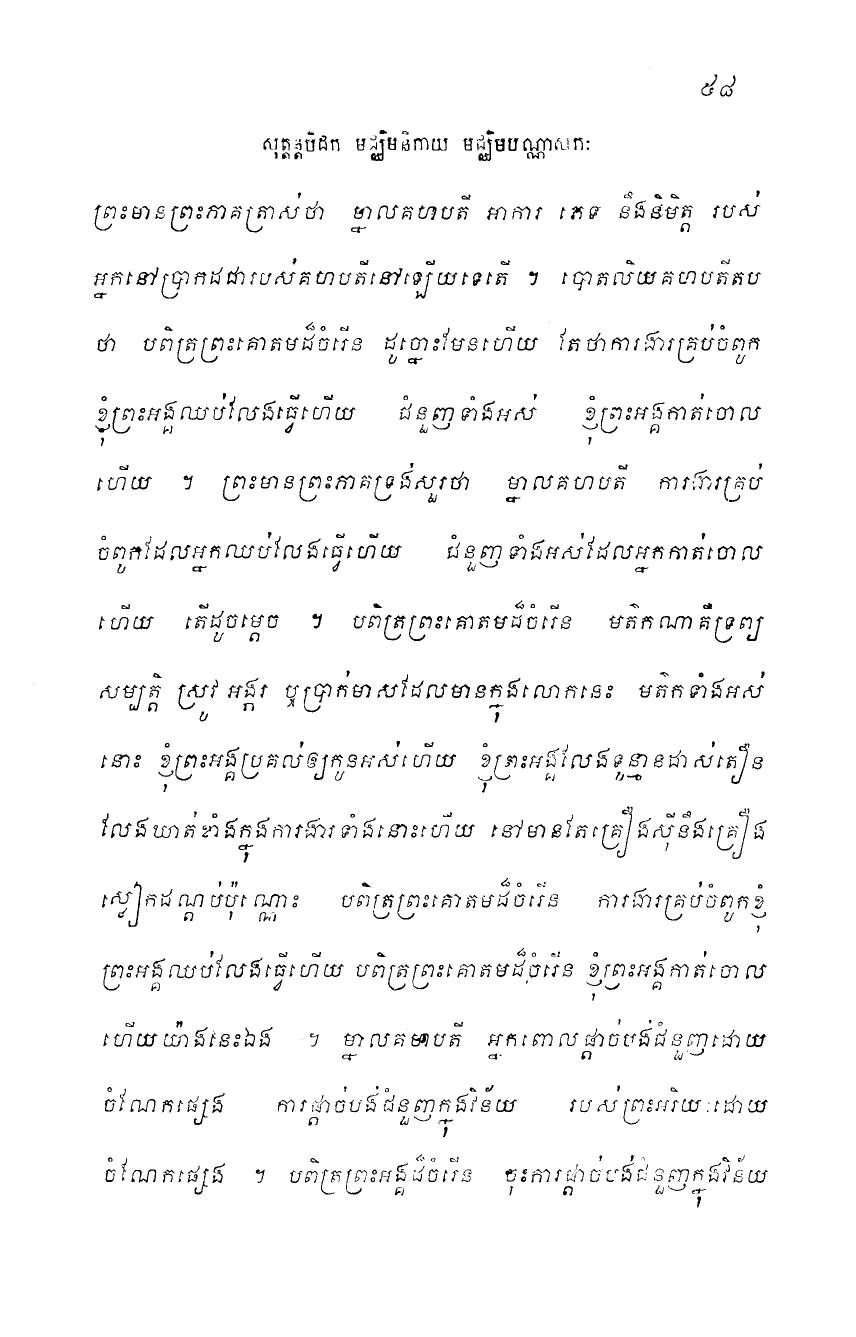 ៥៨
សុត្តន្តបិដក មជ្ឈិមនិកាយ មជ្ឈិមបណ្ណាសកៈ
ព្រះមានព្រះភាគត្រាស់ថា ម្នាលគហបតី អាការ ភេទ នឹងនិមិត្ត របស់
អ្នកនៅប្រាកដជារបស់គហបតីនៅឡើយទេតើ ។ បោតលិយគហបតីតប
ថា បពិត្រព្រះគោតមដ៏ចំរើន ដូច្នោះមែនហើយ តែថាការងារគ្រប់ចំពូក
ខ្ញុំព្រះអង្គឈប់លែងធ្វើហើយ ជំនួញទាំងអស់ ខ្ញុំព្រះអង្គកាត់ចោល
ហើយ ។ ព្រះមានព្រះភាគទ្រង់សួរថា ម្នាលគហបតី ការងារគ្រប់
ចំពូកដែលអ្នកឈប់លែងធ្វើហើយ ជំនួញទាំងអស់ដែលអ្នកកាត់ចោល
ហើយ តើដូចម្តេច ។ បពិត្រព្រះគោតមដ៏ចំរើន មត៌កណាគឺទ្រព្យ
សម្បត្តិ ស្រូវ អង្ករ ឬប្រាក់មាសដែលមានក្នុងលោកនេះ មត៌កទាំងអស់
នោះ ខ្ញុំព្រះអង្គប្រគល់ឲ្យកូនអស់ហើយ ខ្ញុំព្រះអង្គលែងទូន្មានដាស់តឿន
លែងឃាត់ខាំងក្នុងការងារទាំងនោះហើយ នៅមានតែគ្រឿងស៊ីនឹងគ្រឿង
ស្លៀកដណ្តប់ប៉ុណ្ណោះ បពិត្រព្រះគោតមដ៏ចំរើន ការងារគ្រប់ចំពូកខ្ញុំ
ព្រះអង្គឈប់លែងធ្វើហើយ បពិត្រព្រះគោតមដ៏ចំរើន ខ្ញុំព្រះអង្គកាត់ចោល
ហើយយ៉ាងនេះឯង ។ ម្នាលគហបតី អ្នកពោលផ្តាច់បង់ជំនួញដោយ
ចំណែកផ្សេង ការផ្តាច់បង់ជំនួញក្នុងវិន័យ របស់ព្រះអរិយៈដោយ
ចំណែកផ្សេង ។ បពិត្រព្រះអង្គដ៏ចំរើន ចុះការផ្តាច់បង់ជំនួញក្នុងវិន័យ